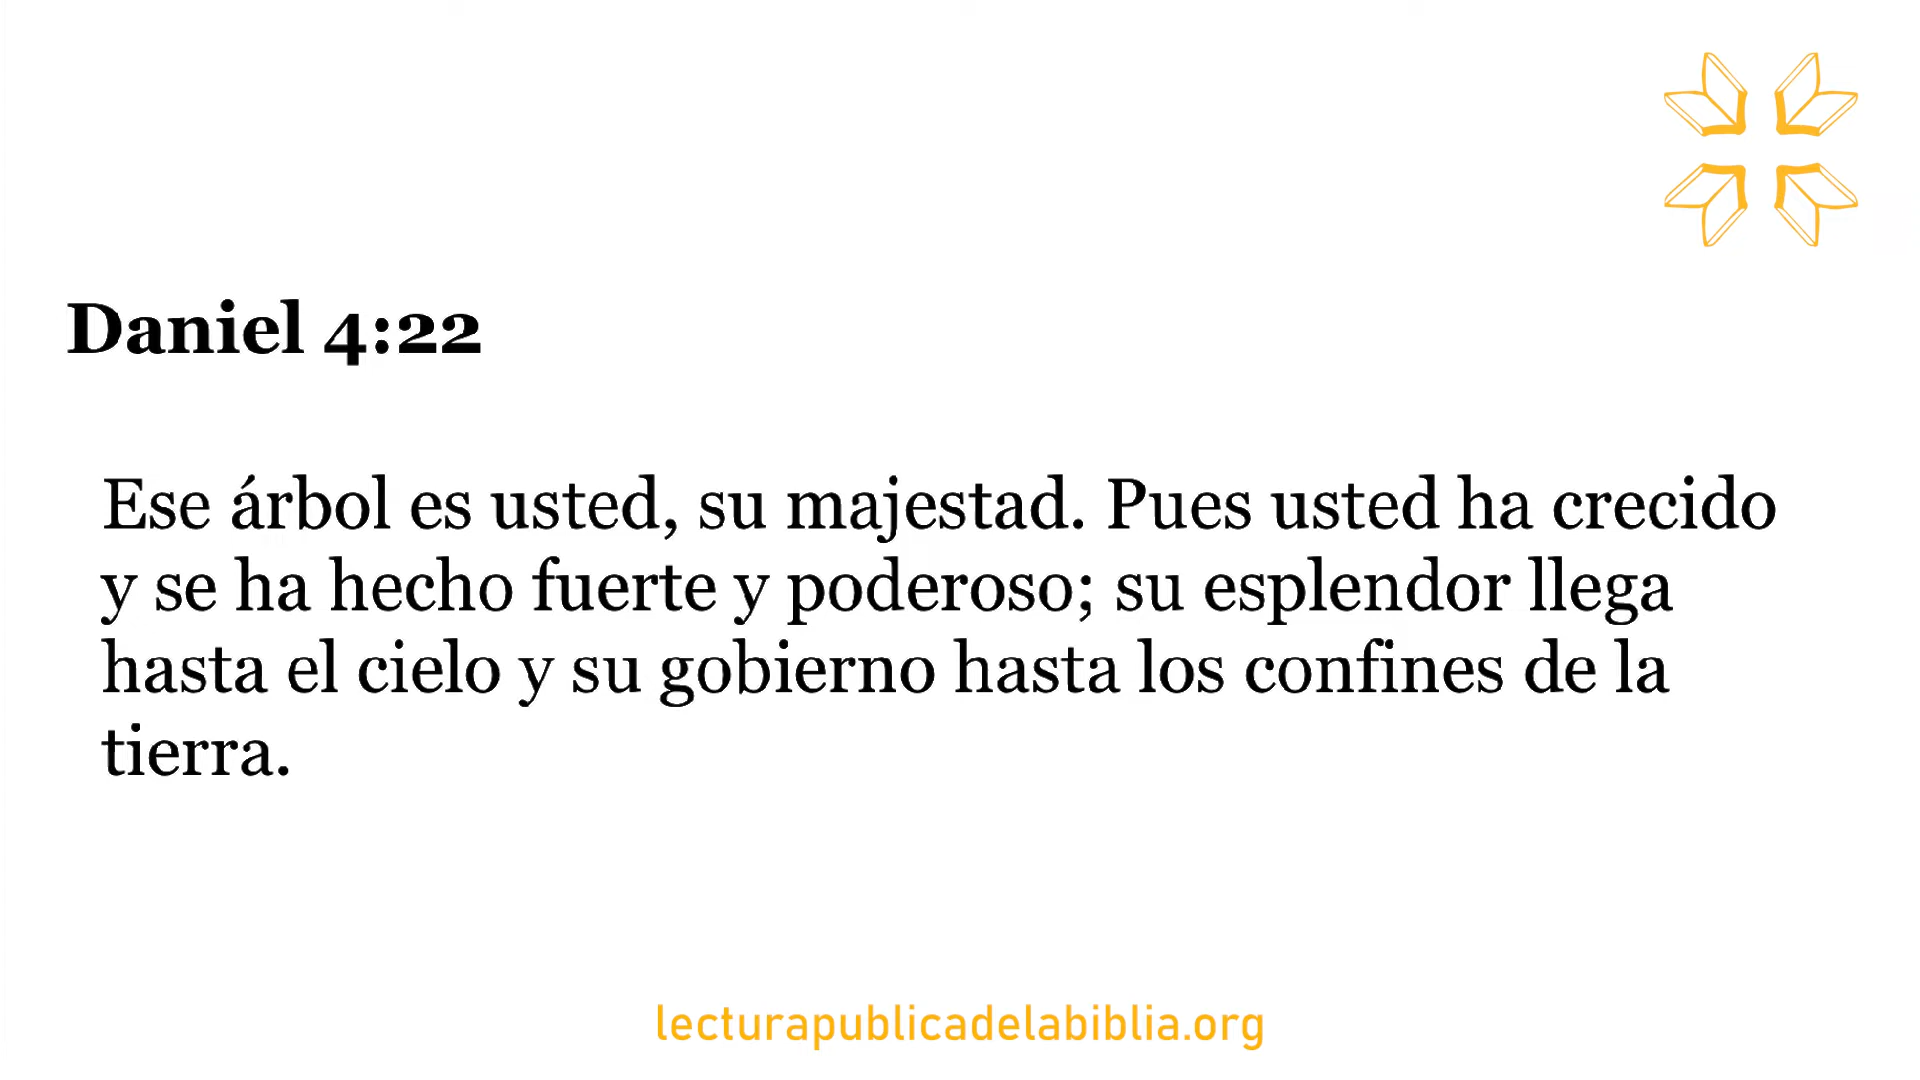 Daniel 4:22
Ese árbol es usted, su majestad. Pues usted ha crecido
y se ha hecho fuerte y poderoso; su esplendor llega
hasta el cielo y su gobierno hasta los confines de la
tierra.
lecturapublicadelabiblia.org